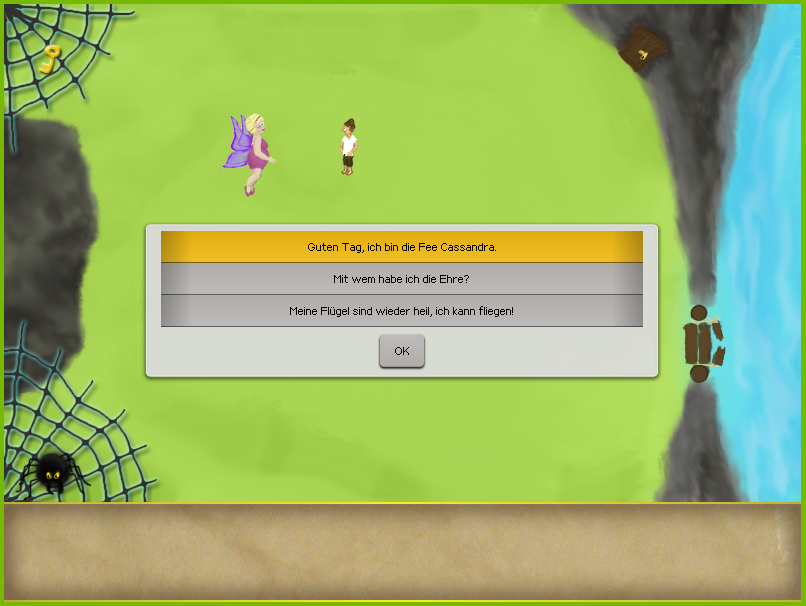 Guten Tag, ich bin die Fee Cassandra.
Mit wem habe ich die Ehre?
Meine Flügel sind wieder heil, ich kann fliegen!
OK